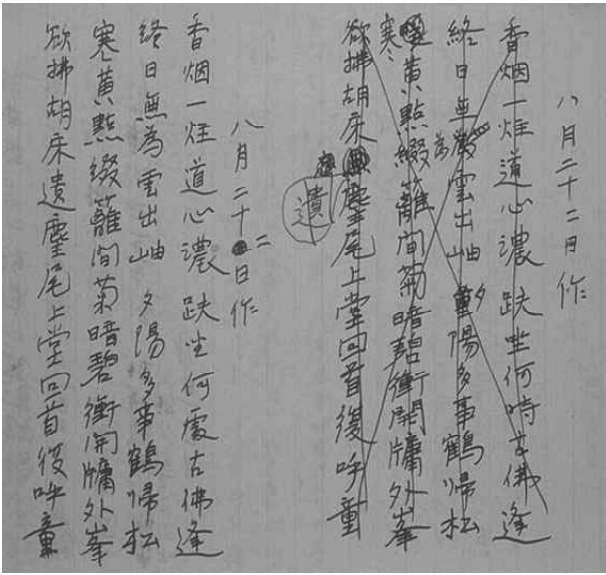 八月二十二日作
香烟一炷道心濃 趺坐何時古佛逢
終日無為雲出岫 夕陽多事鶴歸松
寒黃點綴籬間菊 暗碧衝開牗外峯
欲拂胡床 塵尾 上堂回首復呼童
遺
八月二十二日作
香烟一炷道心濃 趺坐何處古佛逢
終日無為雲出岫 夕陽多事鶴歸松
寒黃點綴籬間菊暗碧衝開牗外峯
欲拂胡床遺塵尾上堂回首復呼童